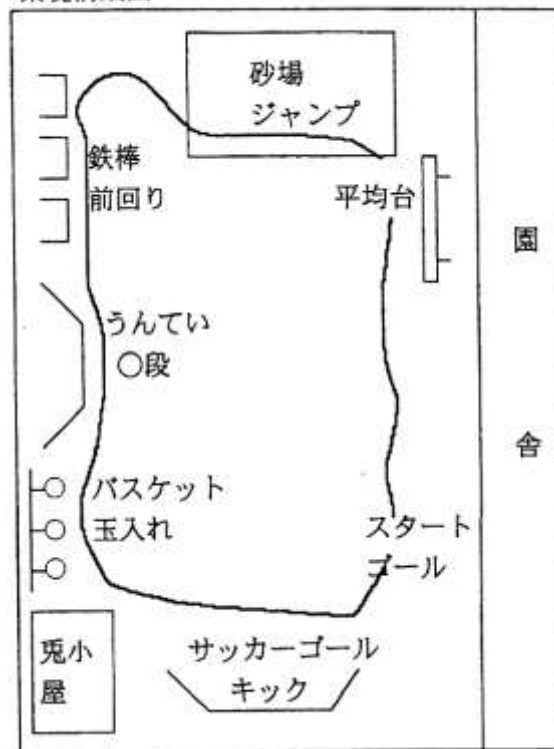 砂場
ジャンプ
鉄棒
前回り
平均台
園
舎
うんてい
○段
バスケット
玉入れ
スタート
ゴール
兎小
屋
サッカーゴール
キック